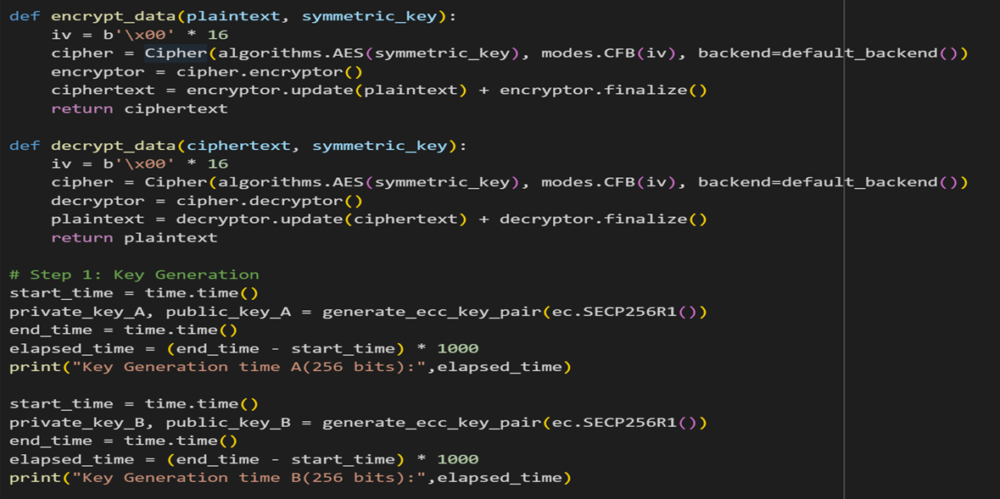 def encrypt_data(plaintext, symmetric_key):
    iv = b'\x00' * 16
    cipher = Cipher(algorithms.AES(symmetric_key), modes.CFB(iv), backend=default_backend())
    encryptor = cipher.encryptor()
    ciphertext = encryptor.update(plaintext) + encryptor.finalize()
    return ciphertext

def decrypt_data(ciphertext, symmetric_key):
    iv = b'\x00' * 16
    cipher = Cipher(algorithms.AES(symmetric_key), modes.CFB(iv), backend=default_backend())
    decryptor = cipher.decryptor()
    plaintext = decryptor.update(ciphertext) + decryptor.finalize()
    return plaintext

# Step 1: Key Generation
start_time = time.time()
private_key_A, public_key_A = generate_ecc_key_pair(ec.SECP256R1())
end_time = time.time()
elapsed_time = (end_time - start_time) * 1000
print("Key Generation time A(256 bits):",elapsed_time)

start_time = time.time()
private_key_B, public_key_B = generate_ecc_key_pair(ec.SECP256R1())
end_time = time.time()
elapsed_time = (end_time - start_time) * 1000
print("Key Generation time B(256 bits):",elapsed_time)